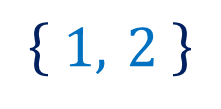 { 1, 2 }